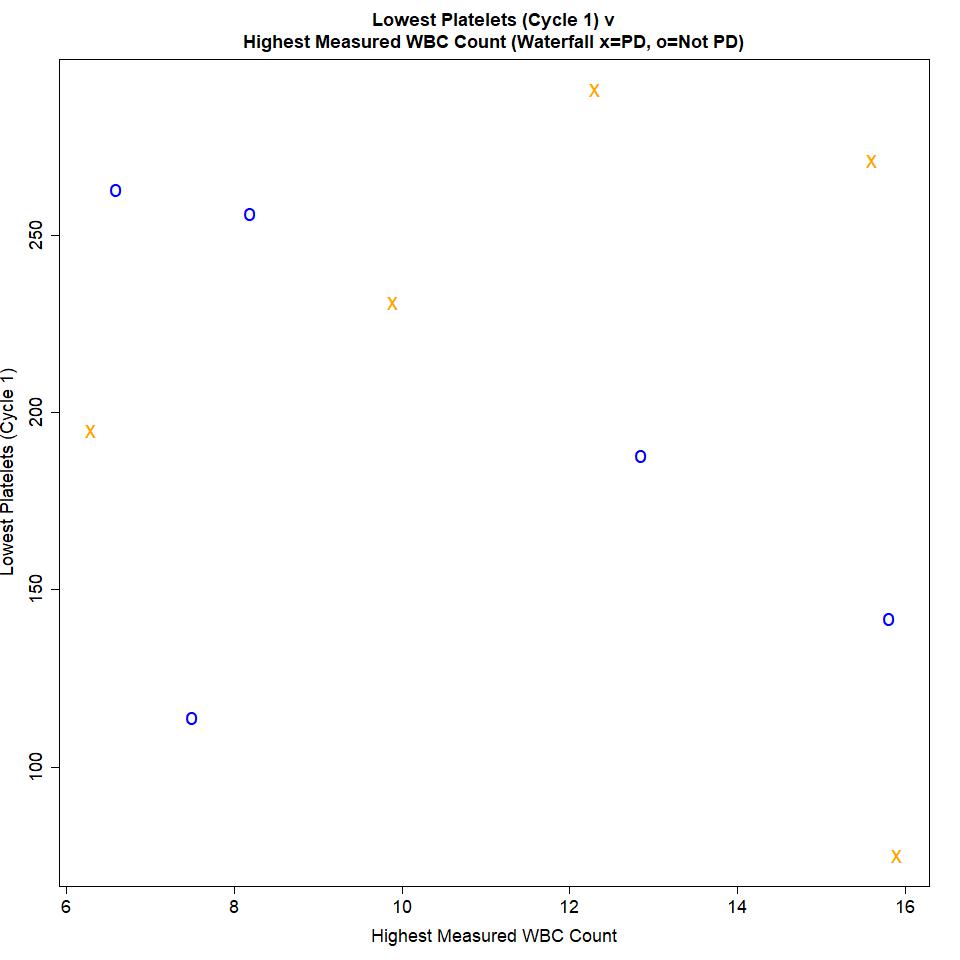 Lowest Platelets (Cycle 1) v
Highest Measured WBC Count (Waterfall x=PD, o=Not PD)
Lowest Platelets (Cycle 1)
250
200
150
100
X
X
O
O
X
X
O
O
O
X
6 8 10 12 14 16
Highest Measured WBC Count